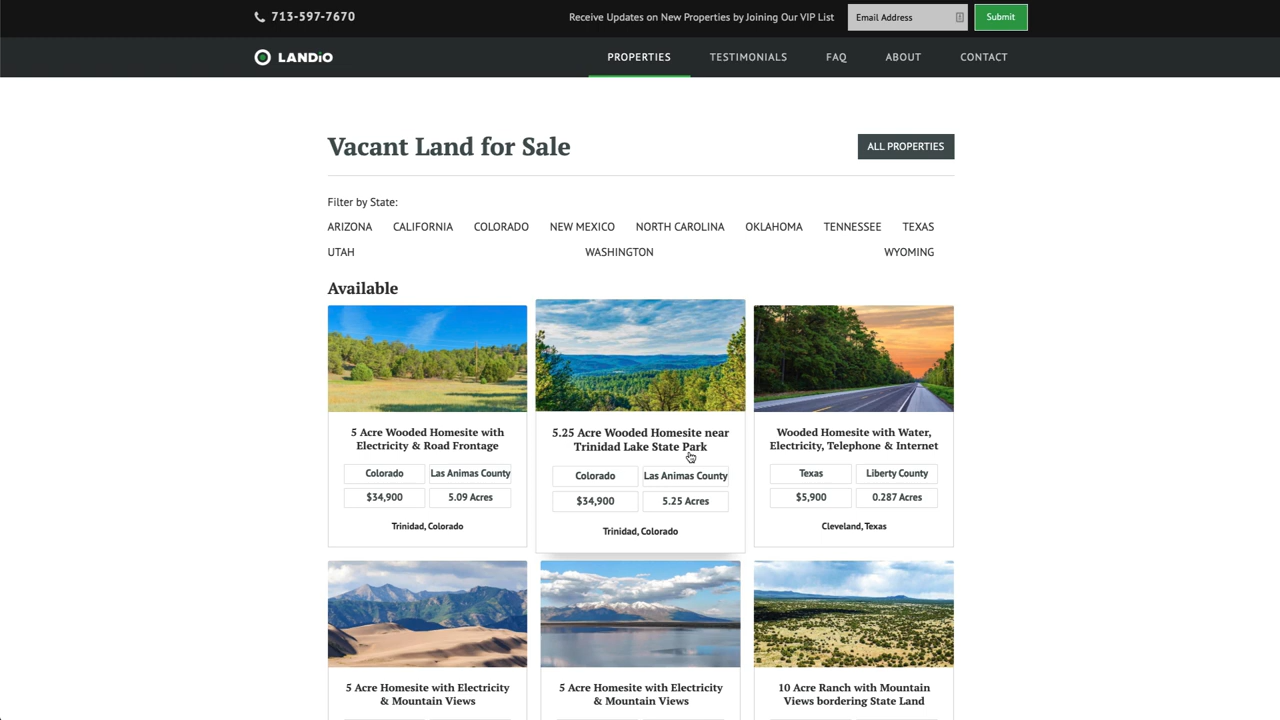 713-597-7670
Receive Updates on New Properties by Joining Our VIP List
Email Address
Submit
LANDiO
PROPERTIES
TESTIMONIALS
FAQ
ABOUT
CONTACT
Vacant Land for Sale
ALL PROPERTIES
Filter by State:
ARIZONA CALIFORNIA COLORADO NEW MEXICO NORTH CAROLINA OKLAHOMA TENNESSEE TEXAS
UTAH WASHINGTON WYOMING
Available
5 Acre Wooded Homesite with
Electricity & Road Frontage
Colorado
Las Animas County
$34,900
5.09 Acres
Trinidad, Colorado
5.25 Acre Wooded Homesite near
Trinidad Lake State Park
Colorado
Las Animas County
$34,900
5.25 Acres
Trinidad, Colorado
Wooded Homesite with Water,
Electricity, Telephone & Internet
Texas
Liberty County
$5,900
0.287 Acres
Cleveland, Texas
5 Acre Homesite with Electricity
& Mountain Views
5 Acre Homesite with Electricity
& Mountain Views
10 Acre Ranch with Mountain
Views bordering State Land